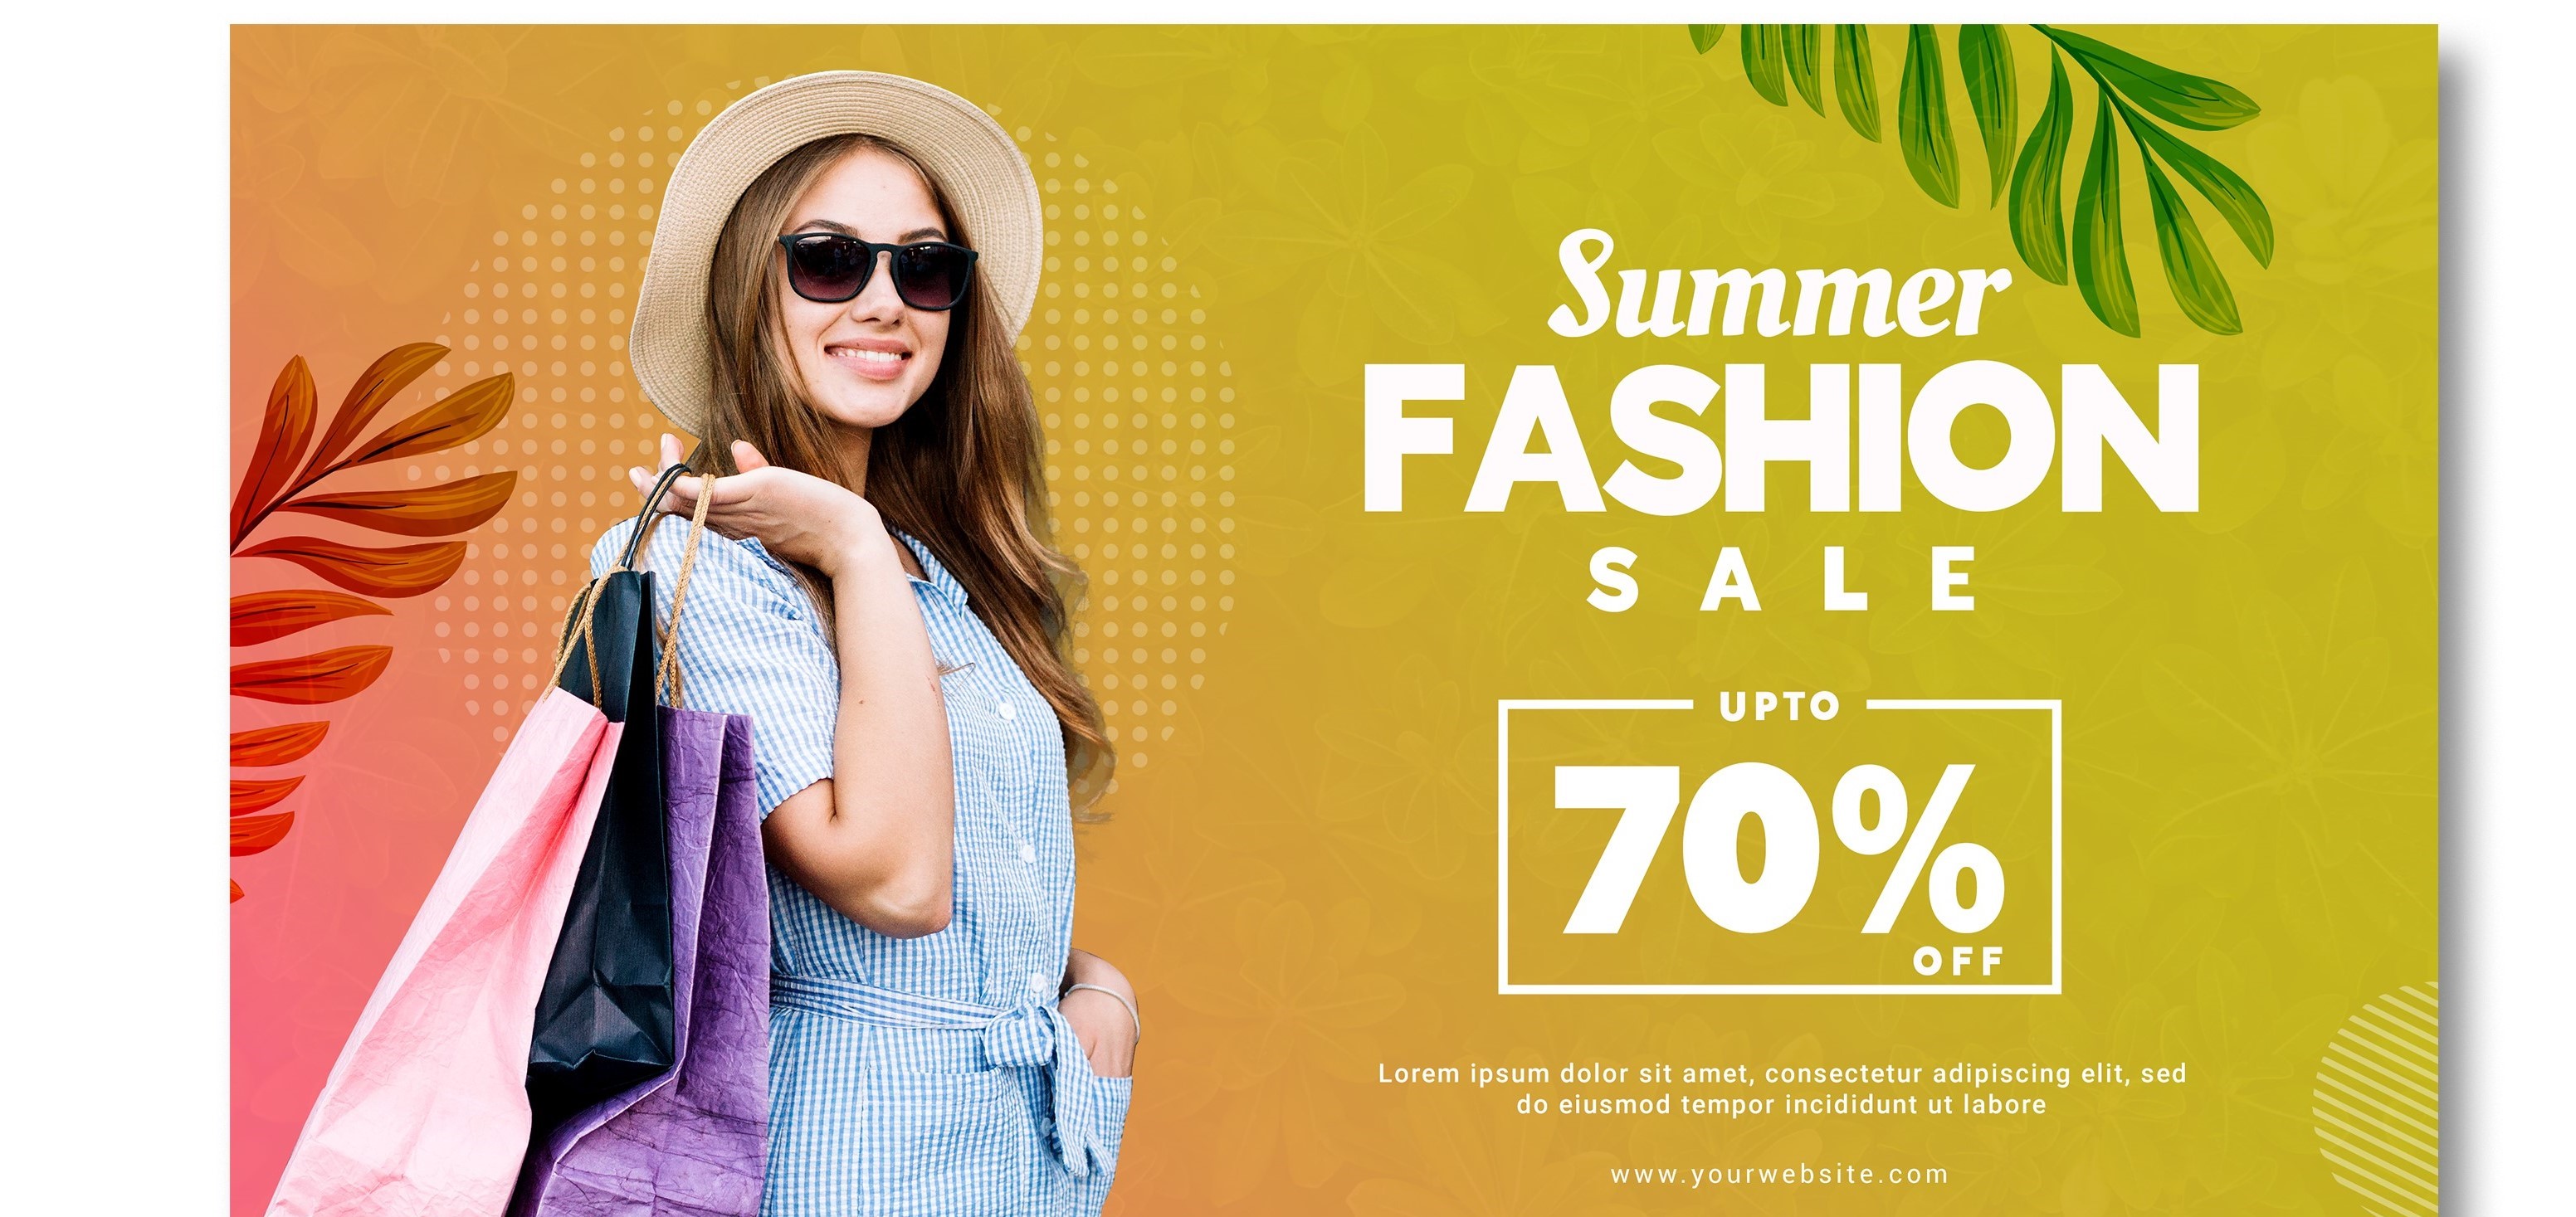 Summer
FASHION
SALE
UPTO
70%
OFF
Lorem ipsum dolor sit amet, consectetur adipiscing elit, sed
do eiusmod tempor incididunt ut labore
www.yourwebsite.com